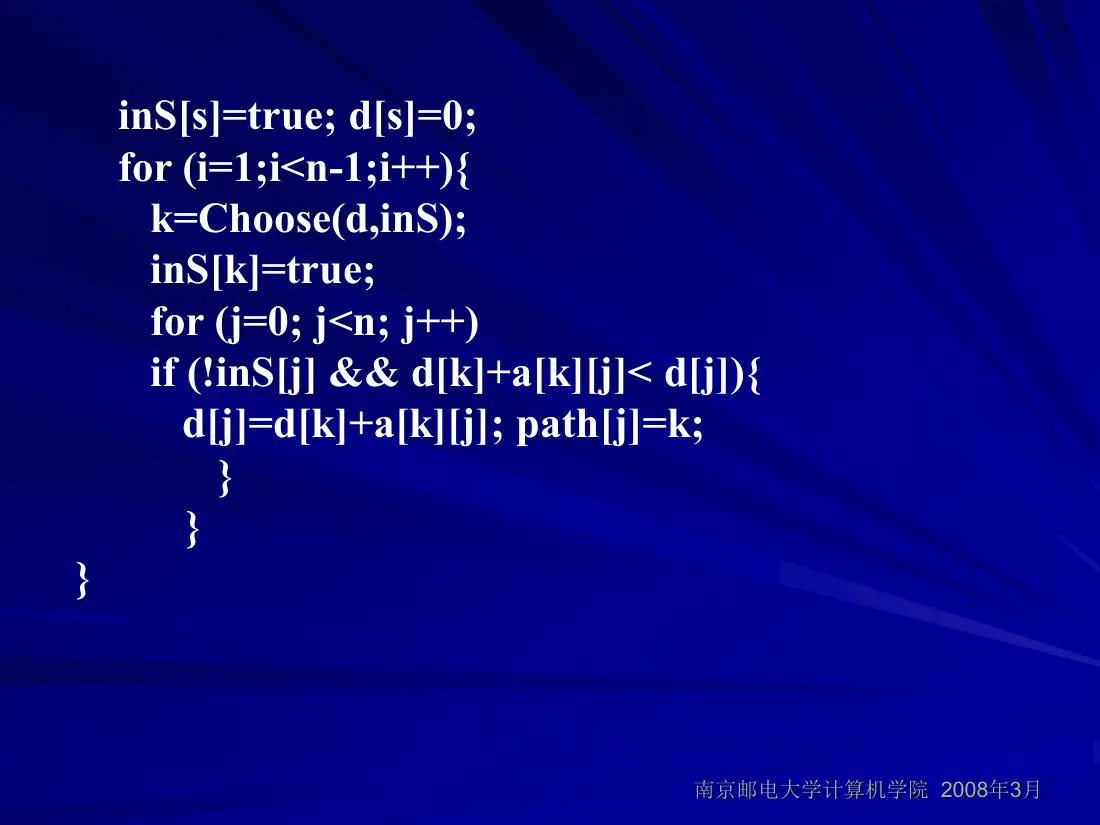 inS[s]=true; d[s]=0;
for (i=1;i<n-1;i++){
k=Choose(d,inS);
inS[k]=true;
for (j=0; j<n; j++)
if (!inS[j] && d[k]+a[k][j]< d[j]){
d[j]=d[k]+a[k][j]; path[j]=k;
}
}
}
南京邮电大学计算机学院 2008年3月